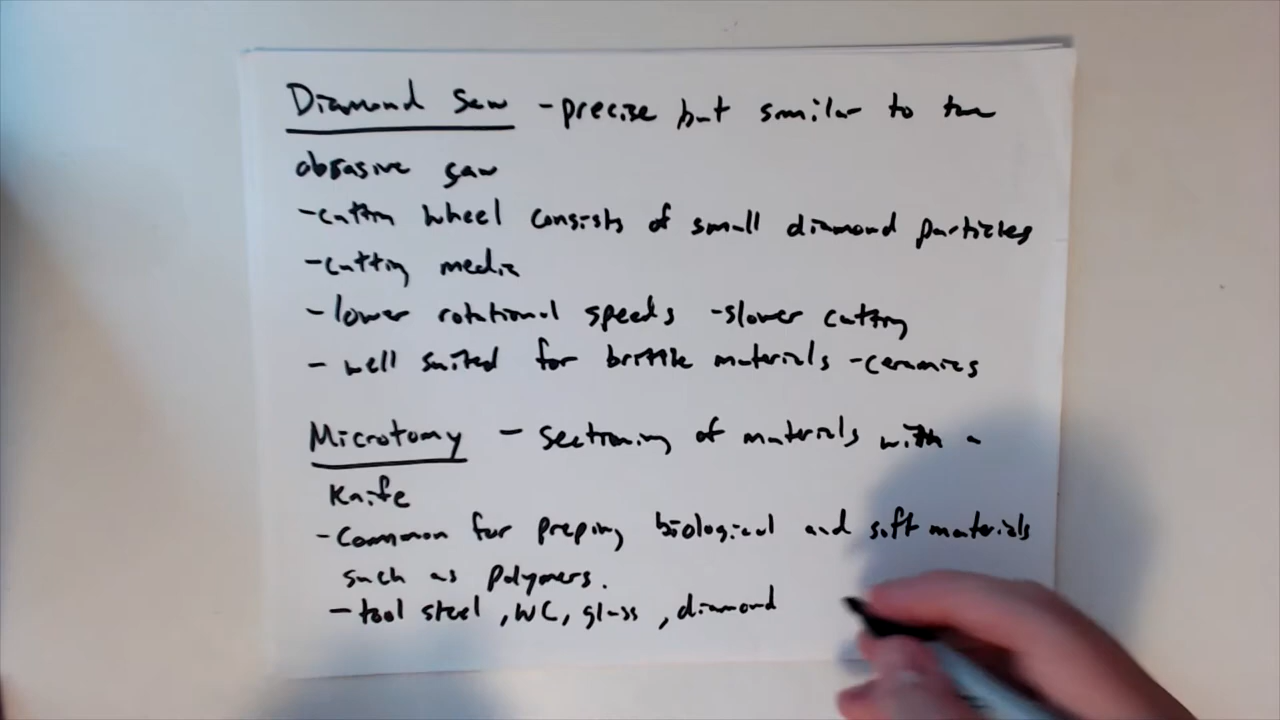 Diamond Saw - precise but similar to the
abrasive saw
- cutting wheel consists of small diamond particles
- cutting media
- lower rotational speeds - slower cutting
- well suited for brittle materials - ceramics
Microtomy - sectioning of materials with a
knife
- Common for preping biological and soft materials
such as polymers.
- tool steel, WC, glass, diamond